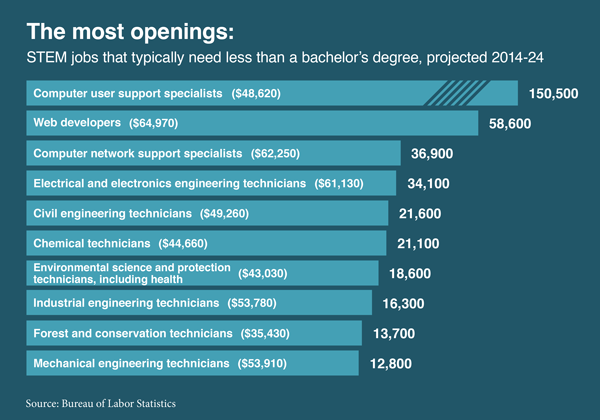 The most openings:
STEM jobs that typically need less than a bachelor's degree, projected 2014-24
Computer user support specialists ($48,620) 150,500
Web developers ($64,970) 58,600
Computer network support specialists ($62,250) 36,900
Electrical and electronics engineering technicians ($61,130) 34,100
Civil engineering technicians ($49,260) 21,600
Chemical technicians ($44,660) 21,100
Environmental science and protection
technicians, including health ($43,030) 18,600
Industrial engineering technicians ($53,780) 16,300
Forest and conservation technicians ($35,430) 13,700
Mechanical engineering technicians ($53,910) 12,800
Source: Bureau of Labor Statistics